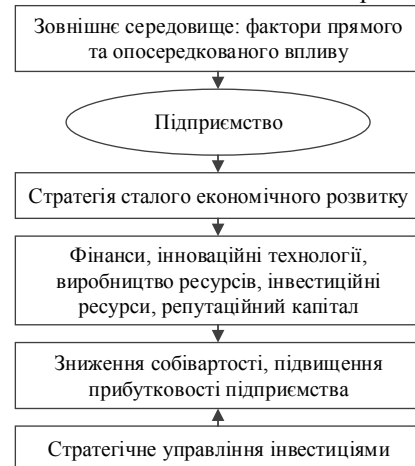 Зовнішнє середовище: фактори прямого
та опосередкованого впливу
Підприємство
Стратегія сталого економічного розвитку
Фінанси, інноваційні технології,
виробництво ресурсів, інвестиційні
ресурси, репутаційний капітал
Зниження собівартості, підвищення
прибутковості підприємства
Стратегічне управління інвестиціями